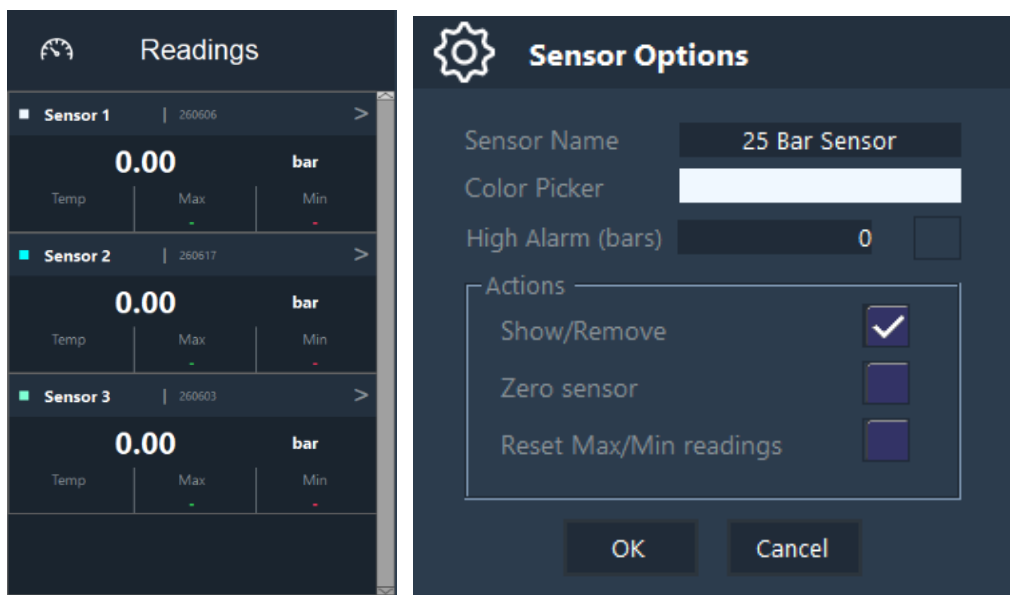 Readings
Sensor 1 | 260606 >
0.00 bar
Temp Max Min
- -
Sensor 2 | 260617 >
0.00 bar
Temp Max Min
- -
Sensor 3 | 260603 >
0.00 bar
Temp Max Min
- -
Sensor Options
Sensor Name 25 Bar Sensor
Color Picker
High Alarm (bars) 0
Actions
Show/Remove
Zero sensor
Reset Max/Min readings
OK Cancel